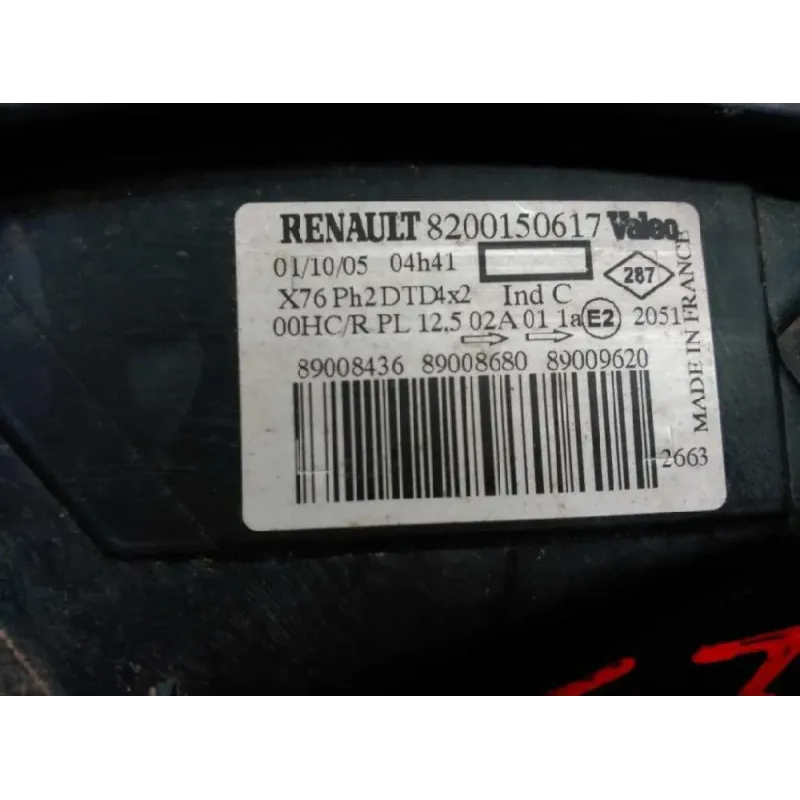 RENAULT 8200150617 Valeo
01/10/05 04h41
287
X76 Ph2 DTD4x2 Ind C
00HC/R PL 12,5 02A 01 1a E2 2051
MADE IN FRANCE
89008436 89008680 89009620
2663